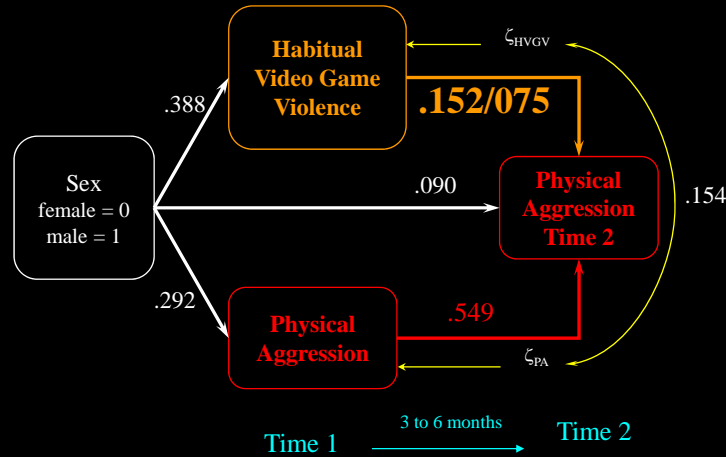 Habitual
Video Game
Violence
ζHVGV
.388
.152/075
Sex
female = 0
male = 1
.090
Physical
Aggression
Time 2
.154
.292
Physical
Aggression
.549
ζPA
Time 1
3 to 6 months
Time 2